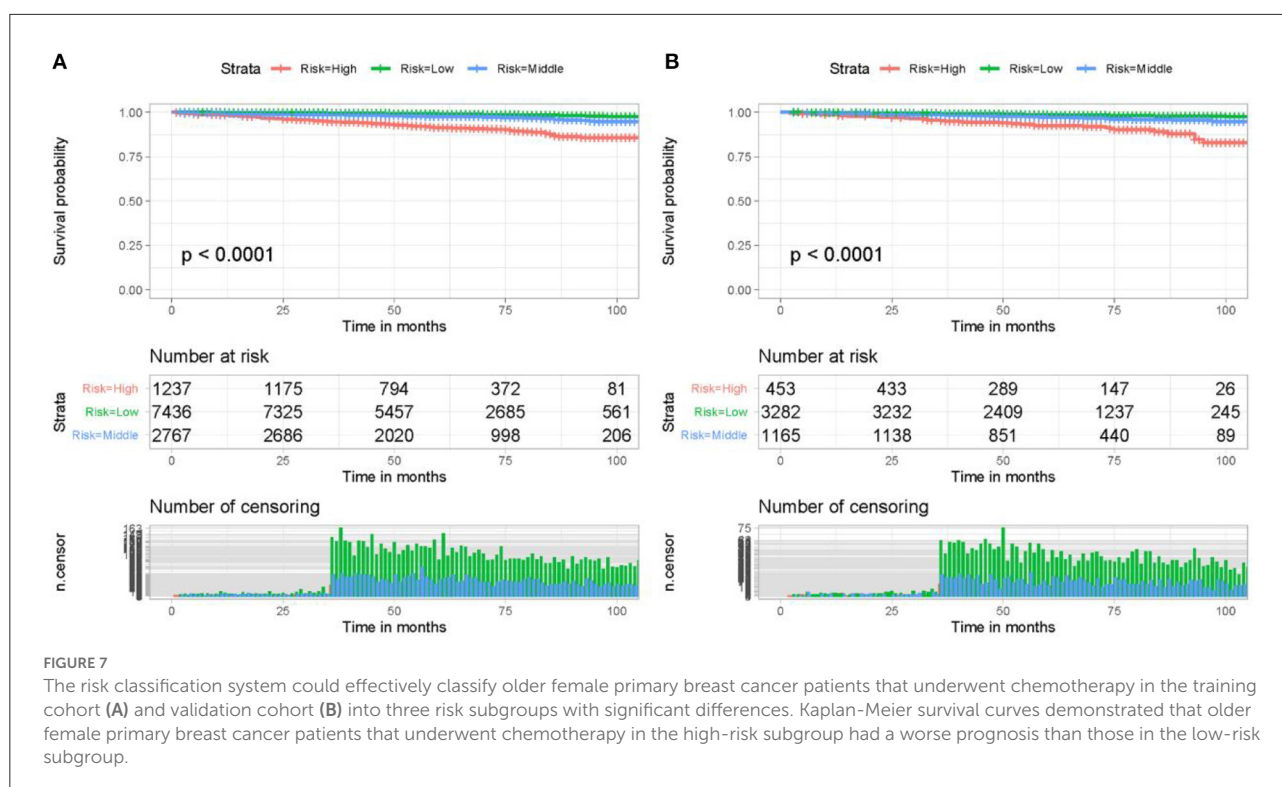 A
Strata Risk=High Risk=Low Risk=Middle
Survival probability
1.00
0.75
0.50
0.25
0.00
p < 0.0001
0 25 50 75 100
Time in months
Number at risk
Strata
Risk=High 1237 1175 794 372 81
Risk=Low 7436 7325 5457 2685 561
Risk=Middle 2767 2686 2020 998 206
0 25 50 75 100
Time in months
Number of censoring
n.censor
163
0 25 50 75 100
Time in months
B
Strata Risk=High Risk=Low Risk=Middle
Survival probability
1.00
0.75
0.50
0.25
0.00
p < 0.0001
0 25 50 75 100
Time in months
Number at risk
Strata
Risk=High 453 433 289 147 26
Risk=Low 3282 3232 2409 1237 245
Risk=Middle 1165 1138 851 440 89
0 25 50 75 100
Time in months
Number of censoring
n.censor
75
0 25 50 75 100
Time in months
FIGURE 7
The risk classification system could effectively classify older female primary breast cancer patients that underwent chemotherapy in the training
cohort (A) and validation cohort (B) into three risk subgroups with significant differences. Kaplan-Meier survival curves demonstrated that older
female primary breast cancer patients that underwent chemotherapy in the high-risk subgroup had a worse prognosis than those in the low-risk
subgroup.